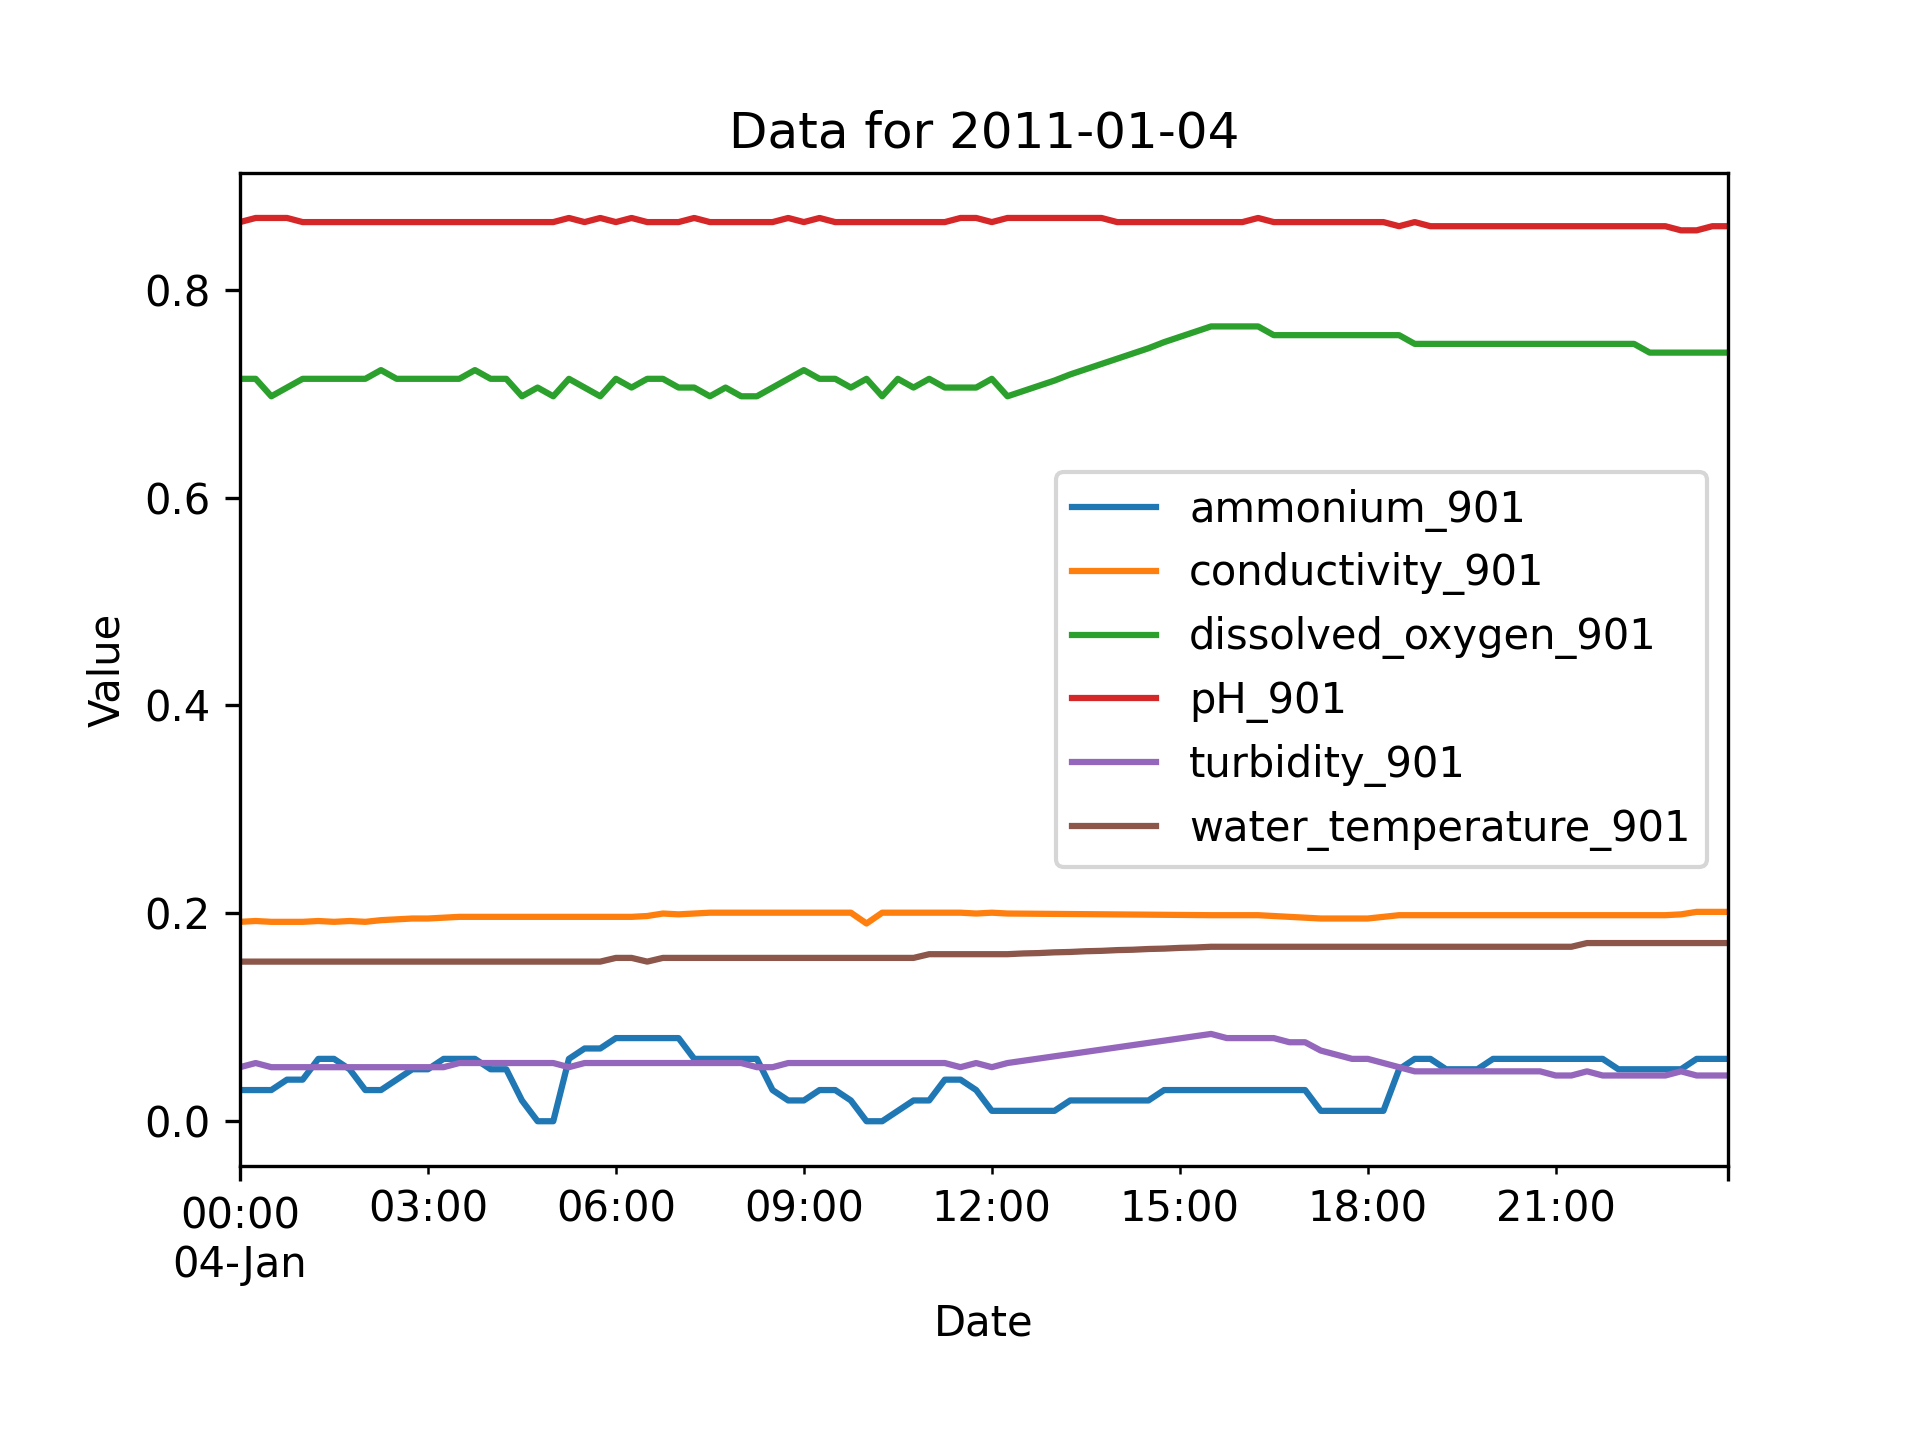 Data for 2011-01-04
Value
0.8
0.6
0.4
0.2
0.0
ammonium_901
conductivity_901
dissolved_oxygen_901
pH_901
turbidity_901
water_temperature_901
00:00 03:00 06:00 09:00 12:00 15:00 18:00 21:00
04-Jan
Date